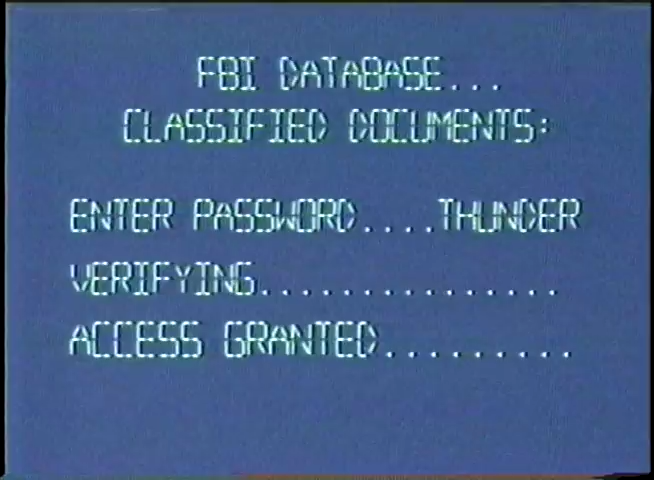 FBI DATABASE...
CLASSIFIED DOCUMENTS:
ENTER PASSWORD....THUNDER
VERIFYING...............
ACCESS GRANTED.........